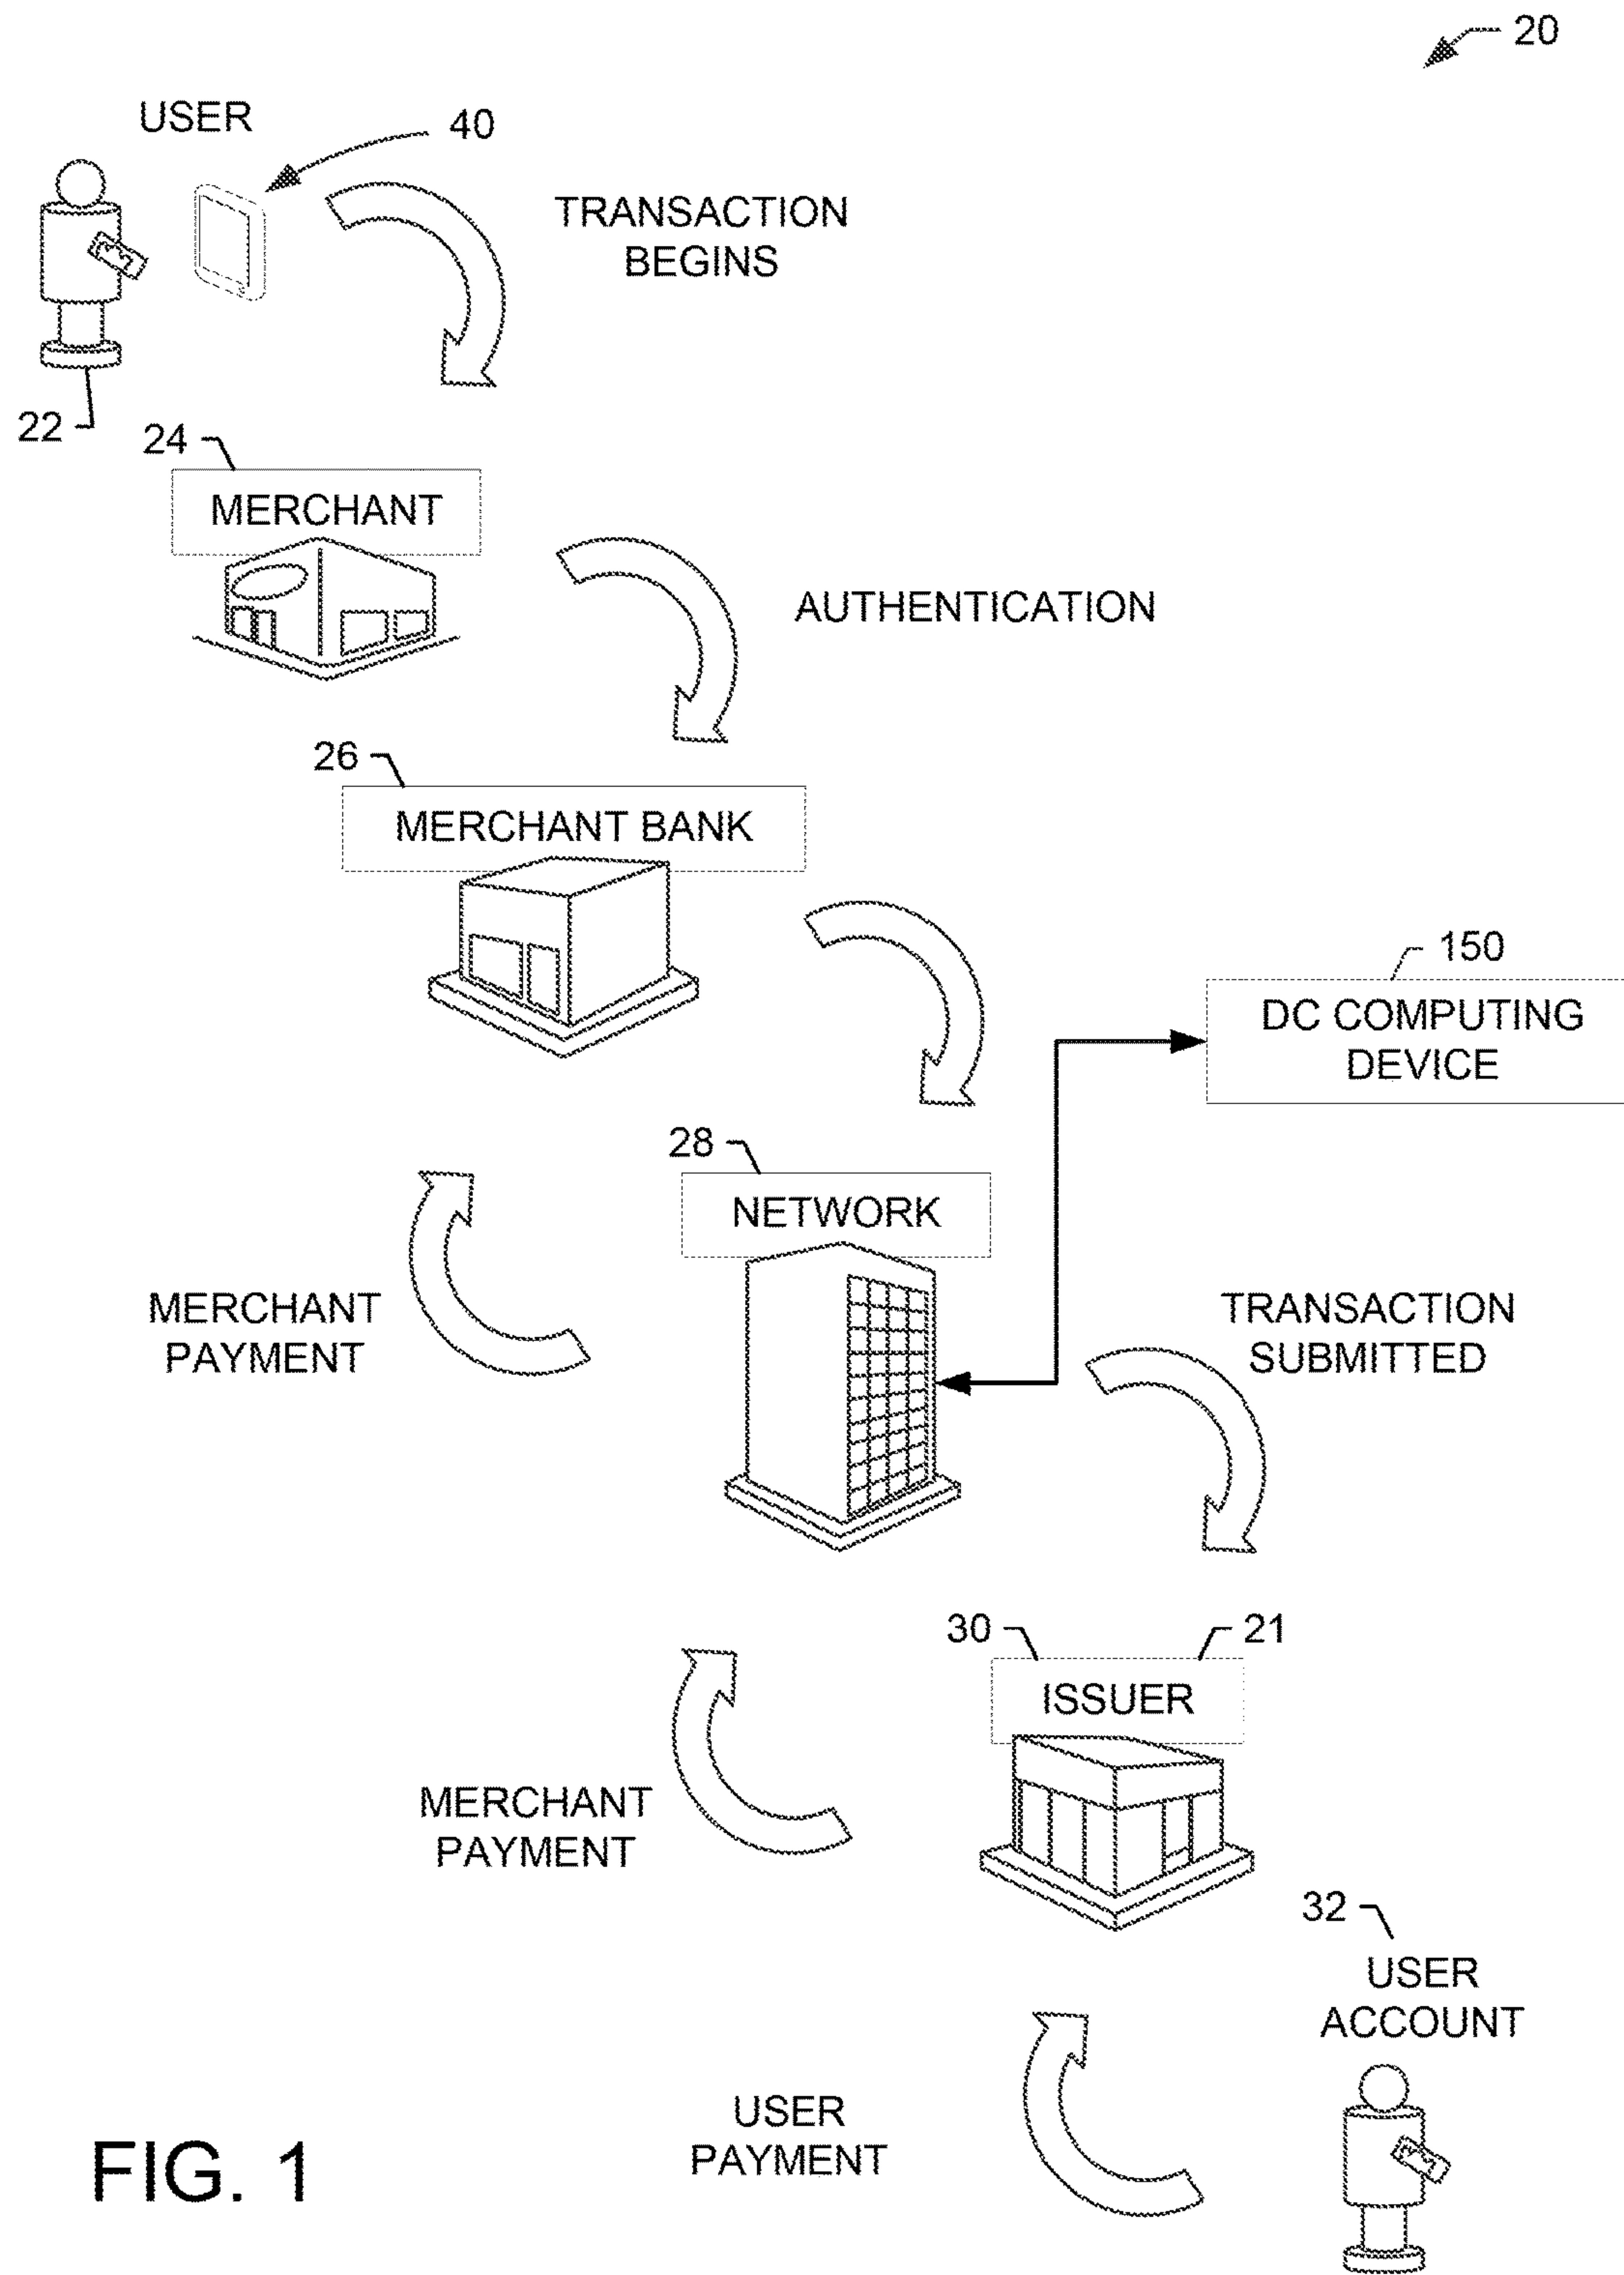 20
USER
40
TRANSACTION
BEGINS
22
24
MERCHANT
AUTHENTICATION
26
MERCHANT BANK
150
DC COMPUTING
DEVICE
28
NETWORK
MERCHANT
PAYMENT
TRANSACTION
SUBMITTED
30
21
ISSUER
MERCHANT
PAYMENT
32
USER
ACCOUNT
USER
PAYMENT
FIG. 1